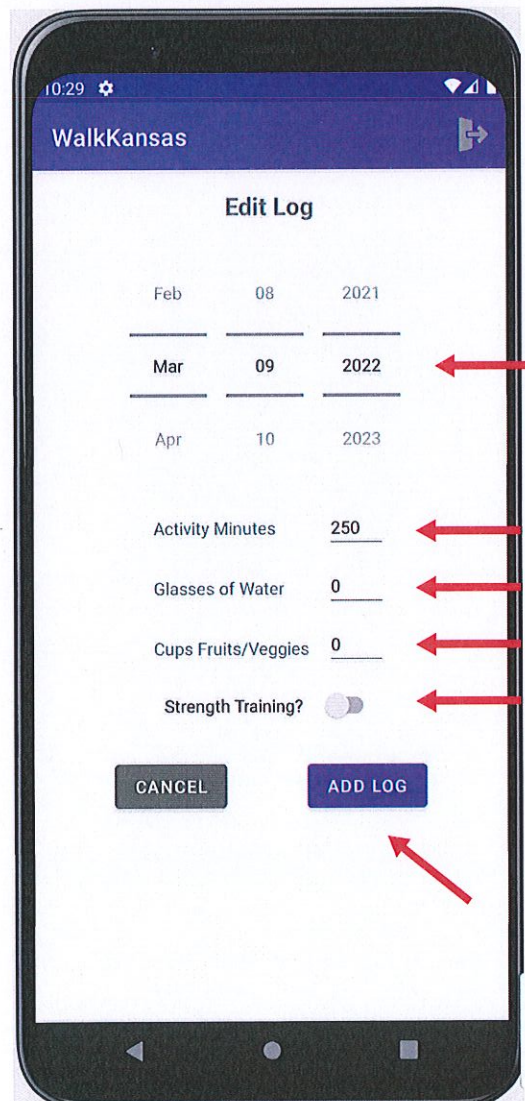 10:29
WalkKansas
Edit Log
Feb 08 2021
Mar 09 2022
Apr 10 2023
Activity Minutes 250
Glasses of Water 0
Cups Fruits/Veggies 0
Strength Training?
CANCEL ADD LOG